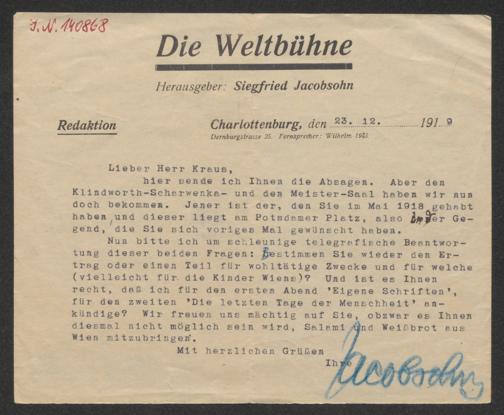 J.N. 140868
Die Weltbühne
Herausgeber: Siegfried Jacobsohn
Redaktion
Charlottenburg, den 23. 12. 1919
Dernburgstrasse 25. Fernsprecher: Wilhelm 1953
Lieber Herr Kraus,
hier sende ich Ihnen die Absagen. Aber den
Klindworth-Scharwenka- und den Meister-Saal haben wir aus
doch bekommen. Jener ist der, den Sie im Mai 1918 gehabt
haben und dieser liegt am Potsdamer Platz, also in der Ge-
gend, die Sie sich voriges Mal gewünscht haben.
Nun bitte ich um schleunige telegrafische Beantwor-
tung dieser beiden Fragen: Bestimmen Sie wieder den Er-
trag oder einen Teil für wohltätige Zwecke und für welche
(vielleicht für die Kinder Wiens)? Und ist es Ihnen
recht, daß ich für den ersten Abend 'Eigene Schriften',
für den zweiten 'Die letzten Tage der Menschheit' an-
kündige? Wir freuen uns mächtig auf Sie, obzwar es Ihnen
diesmal nicht möglich sein wird, Salami und Weißbrot aus
Wien mitzubringen.
Mit herzlichen Grüßen
Ihr
Jacobsohn